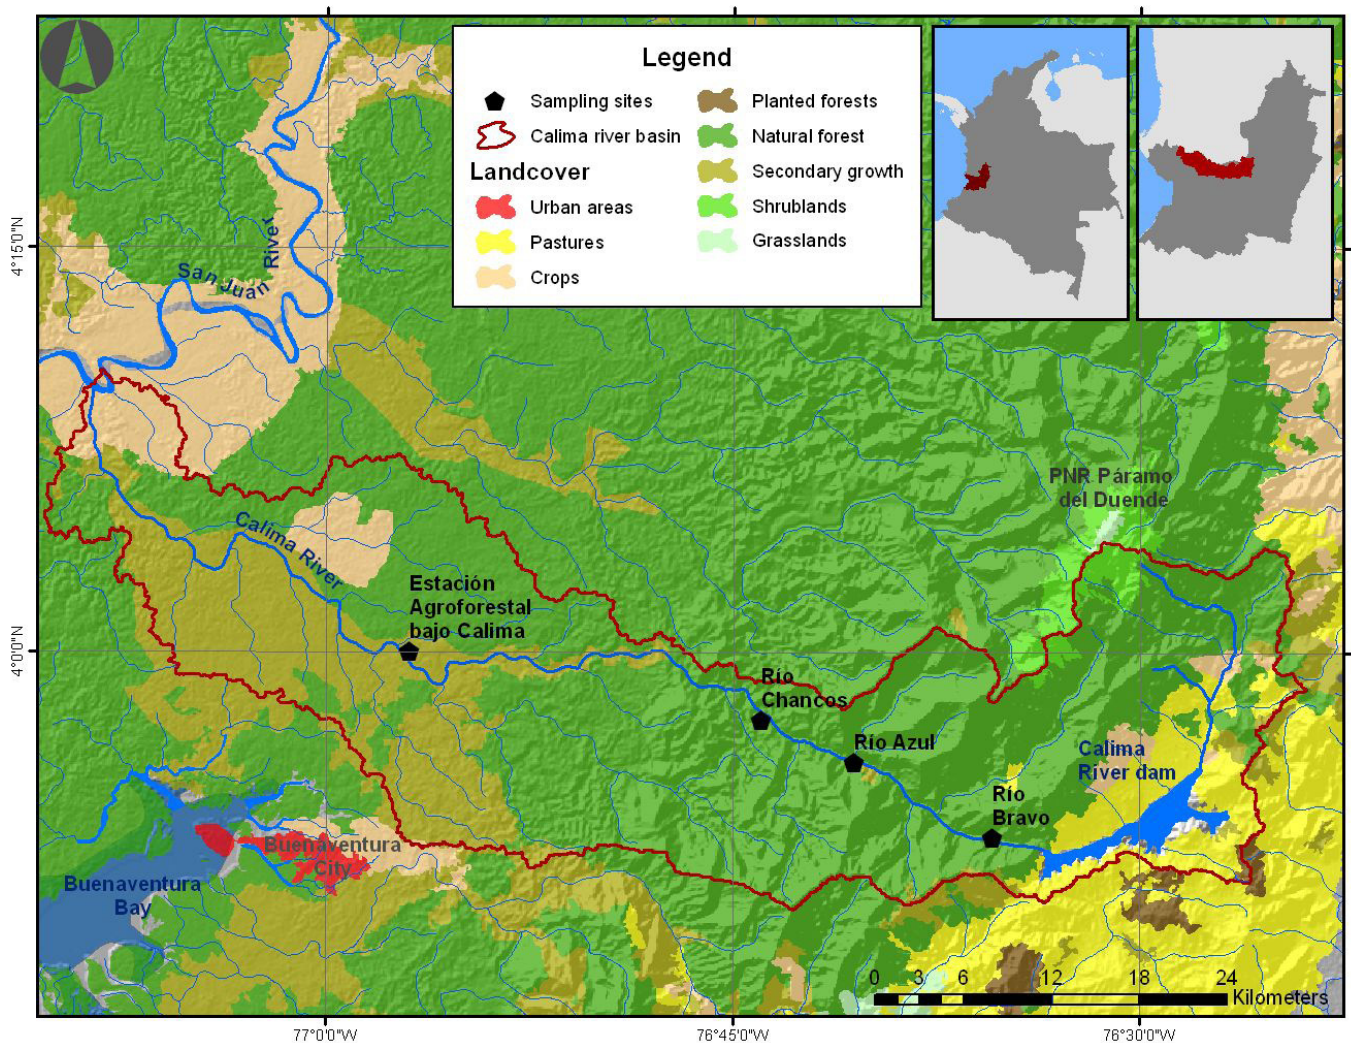 Legend
Sampling sites
Calima river basin
Landcover
Urban areas
Pastures
Crops
Planted forests
Natural forest
Secondary growth
Shrublands
Grasslands
4°15'0"N
4°0'0"N
San Juan River
Calima River
Estación
Agroforestal
bajo Calima
Río
Chancos
Río Azul
Río
Bravo
PNR Páramo
del Duende
Calima
River dam
Buenaventura
City
Buenaventura
Bay
0 3 6 12 18 24
Kilometers
77°0'0"W
76°45'0"W
76°30'0"W